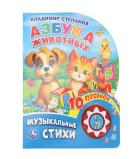 ВЛАДИМИР СТЕПАНОВ
АЗБУКА
ЖИВОТНЫХ
10 ПЕСЕНОК
МУЗЫКАЛЬНЫЕ
СТИХИ